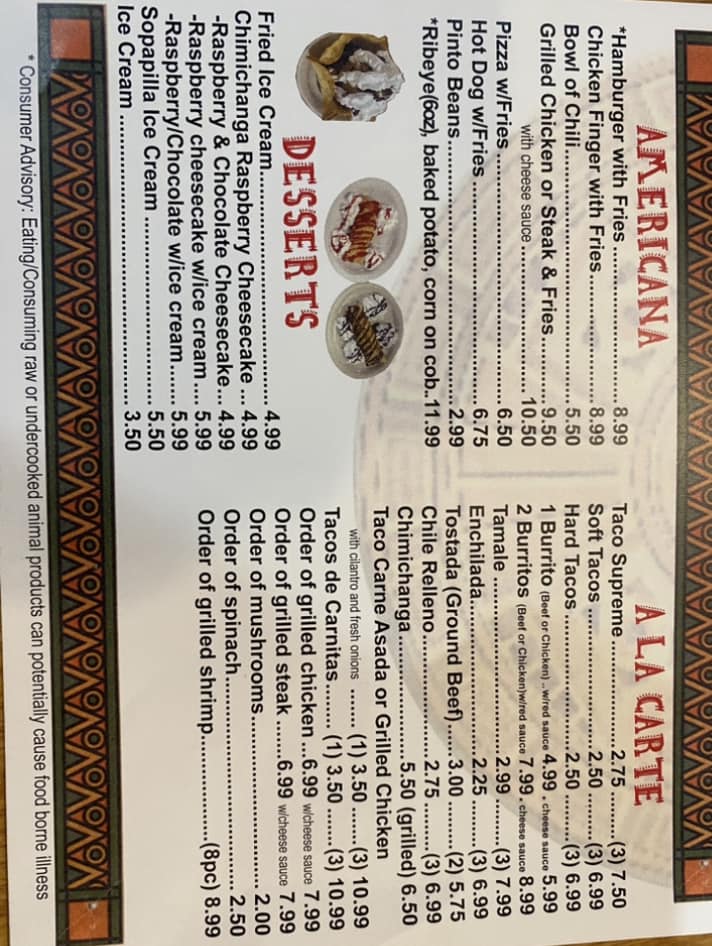 AMERICANA
*Hamburger with Fries ........................ 8.99
Chicken Finger with Fries.................... 8.99
Bowl of Chili........................................ 5.50
Grilled Chicken or Steak & Fries........... 9.50
with cheese sauce ........................ 10.50
Pizza w/Fries ....................................... 6.50
Hot Dog w/Fries ................................... 6.75
Pinto Beans.......................................... 2.99
*Ribeye(6oz), baked potato, corn on cob..11.99
DESSERTS
Fried Ice Cream.................................... 4.99
Chimichanga Raspberry Cheesecake ... 4.99
-Raspberry & Chocolate Cheesecake... 4.99
-Raspberry cheesecake w/ice cream... 5.99
-Raspberry/Chocolate w/ice cream...... 5.99
Sopapilla Ice Cream ............................ 5.50
Ice Cream ............................................ 3.50
A LA CARTE
Taco Supreme ................ 2.75 ........(3) 7.50
Soft Tacos ...................... 2.50 ........(3) 6.99
Hard Tacos ..................... 2.50 ........(3) 6.99
1 Burrito (Beef or Chicken) ..w/red sauce 4.99 . cheese sauce 5.99
2 Burritos (Beef or Chicken)w/red sauce 7.99 . cheese sauce 8.99
Tamale ........................... 2.99 .........(3) 7.99
Enchilada........................ 2.25 .........(3) 6.99
Tostada (Ground Beef)... 3.00 ........ (2) 5.75
Chile Relleno.................. 2.75 .........(3) 6.99
Chimichanga .................. 5.50 (grilled) 6.50
Taco Carne Asada or Grilled Chicken
with cilantro and fresh onions ....... (1) 3.50 ......(3) 10.99
Tacos de Carnitas........ (1) 3.50 .......(3) 10.99
Order of grilled chicken ...6.99 w/cheese sauce 7.99
Order of grilled steak ......6.99 w/cheese sauce 7.99
Order of mushrooms ............................ 2.00
Order of spinach................................... 2.50
Order of grilled shrimp.................(8pc) 8.99
* Consumer Advisory: Eating/Consuming raw or undercooked animal products can potentially cause food borne illness